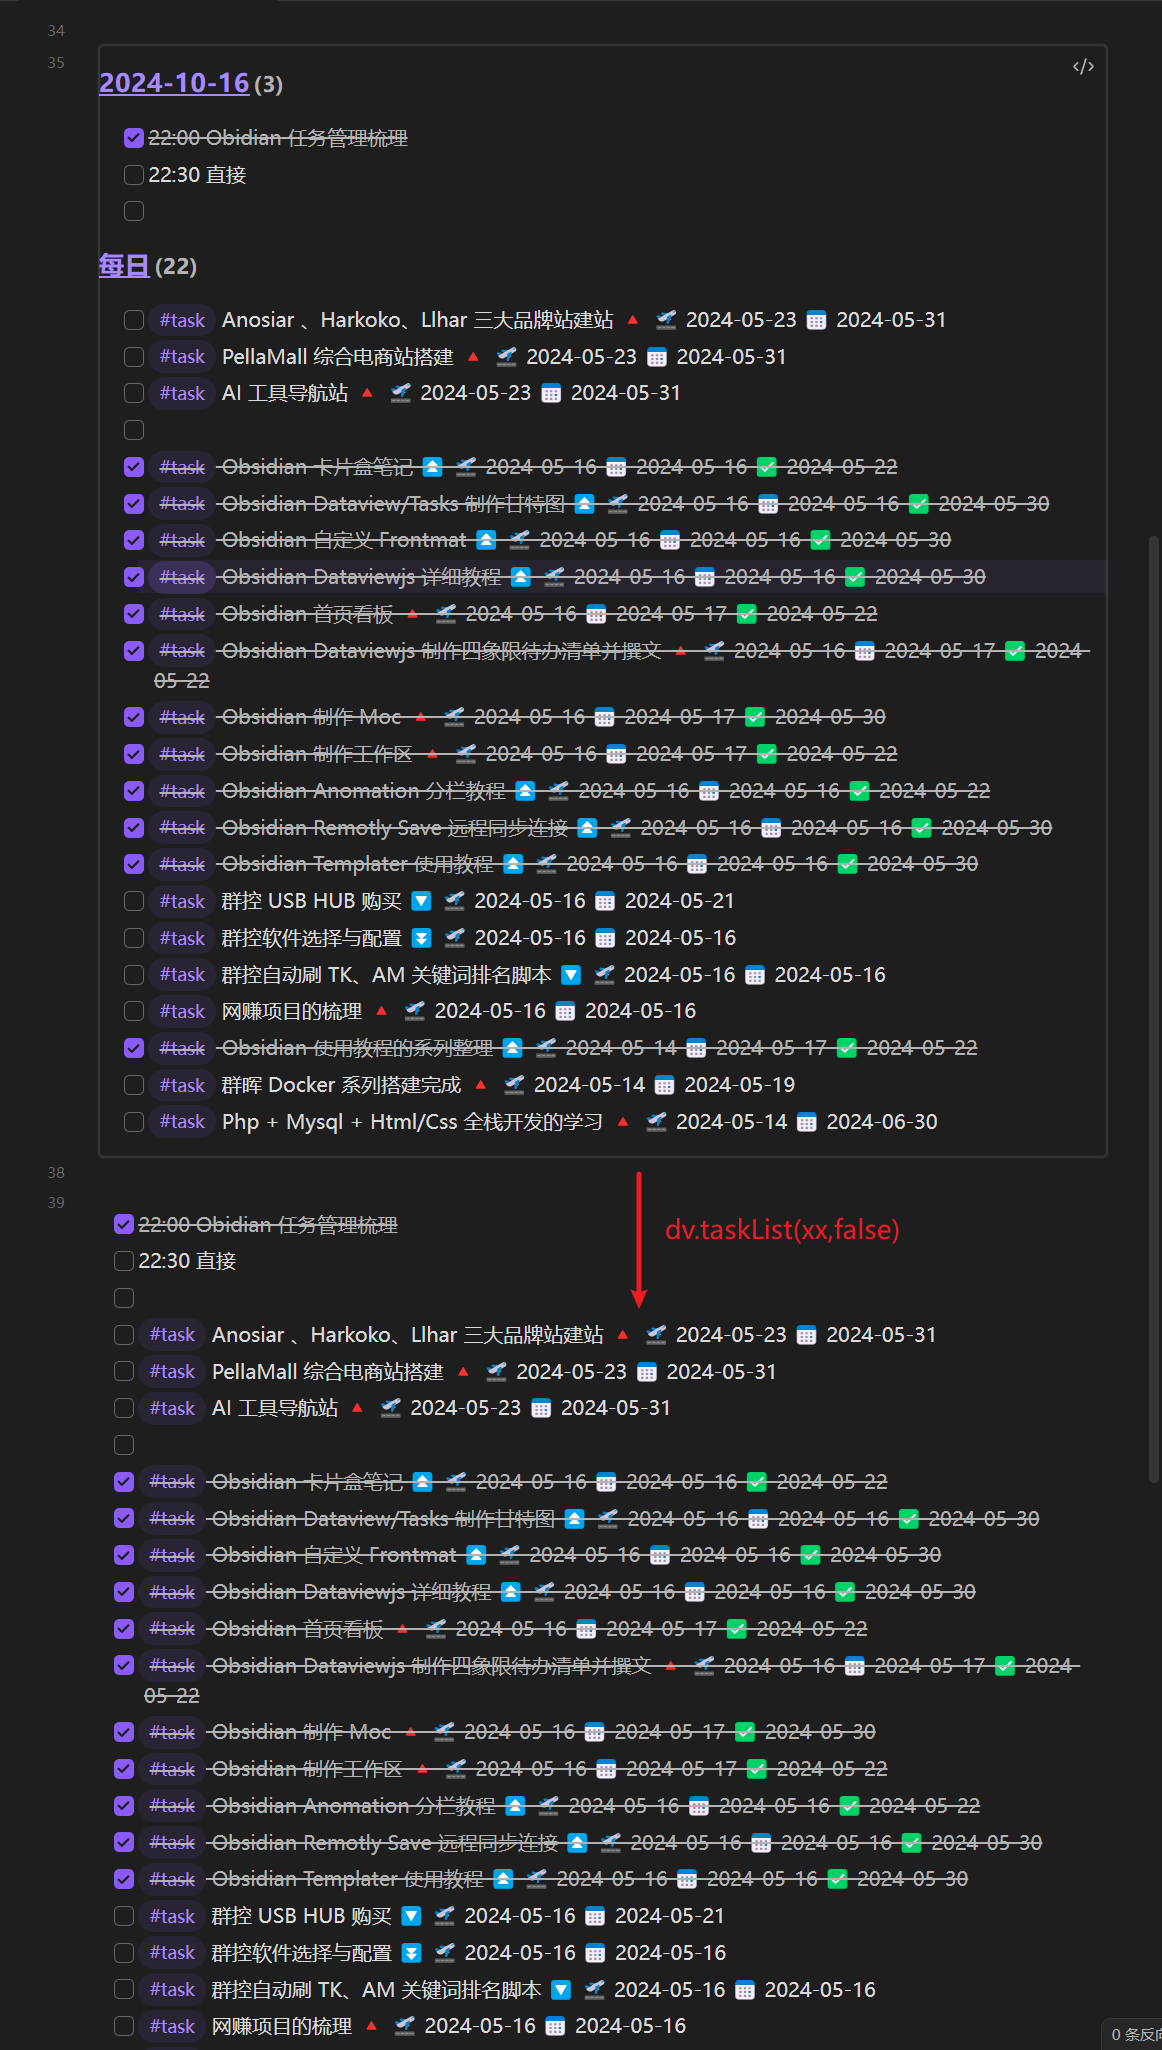 34
35
2024-10-16 (3)
22:00 Obidian 任务管理梳理
22:30 直接
每日 (22)
#task Anosiar 、Harkoko、Llhar 三大品牌站建站 🔺 🛫 2024-05-23 📅 2024-05-31
#task PellaMall 综合电商站搭建 🔺 🛫 2024-05-23 📅 2024-05-31
#task AI 工具导航站 🔺 🛫 2024-05-23 📅 2024-05-31
#task Obsidian 卡片盒笔记 ⏫ 🛫 2024-05-16 📅 2024-05-16 ✅ 2024-05-22
#task Obsidian Dataview/Tasks 制作甘特图 ⏫ 🛫 2024-05-16 📅 2024-05-16 ✅ 2024-05-30
#task Obsidian 自定义 Frontmat ⏫ 🛫 2024-05-16 📅 2024-05-16 ✅ 2024-05-30
#task Obsidian Dataviewjs 详细教程 ⏫ 🛫 2024-05-16 📅 2024-05-16 ✅ 2024-05-30
#task Obsidian 首页看板 🔺 🛫 2024-05-16 📅 2024-05-17 ✅ 2024-05-22
#task Obsidian Dataviewjs 制作四象限待办清单并撰文 🔺 🛫 2024-05-16 📅 2024-05-17 ✅ 2024-
05-22
#task Obsidian 制作 Moc 🔺 🛫 2024-05-16 📅 2024-05-17 ✅ 2024-05-30
#task Obsidian 制作工作区 🔺 🛫 2024-05-16 📅 2024-05-17 ✅ 2024-05-22
#task Obsidian Anomation 分栏教程 ⏫ 🛫 2024-05-16 📅 2024-05-16 ✅ 2024-05-22
#task Obsidian Remotly Save 远程同步连接 ⏫ 🛫 2024-05-16 📅 2024-05-16 ✅ 2024-05-30
#task Obsidian Templater 使用教程 ⏫ 🛫 2024-05-16 📅 2024-05-16 ✅ 2024-05-30
#task 群控 USB HUB 购买 🔽 🛫 2024-05-16 📅 2024-05-21
#task 群控软件选择与配置 ⏬ 🛫 2024-05-16 📅 2024-05-16
#task 群控自动刷 TK、AM 关键词排名脚本 🔽 🛫 2024-05-16 📅 2024-05-16
#task 网赚项目的梳理 🔺 🛫 2024-05-16 📅 2024-05-16
#task Obsidian 使用教程的系列整理 ⏫ 🛫 2024-05-14 📅 2024-05-17 ✅ 2024-05-22
#task 群晖 Docker 系列搭建完成 🔺 🛫 2024-05-14 📅 2024-05-19
#task Php + Mysql + Html/Css 全栈开发的学习 🔺 🛫 2024-05-14 📅 2024-06-30
38
39
22:00 Obidian 任务管理梳理
dv.taskList(xx,false)
22:30 直接
#task Anosiar 、Harkoko、Llhar 三大品牌站建站 🔺 🛫 2024-05-23 📅 2024-05-31
#task PellaMall 综合电商站搭建 🔺 🛫 2024-05-23 📅 2024-05-31
#task AI 工具导航站 🔺 🛫 2024-05-23 📅 2024-05-31
#task Obsidian 卡片盒笔记 ⏫ 🛫 2024-05-16 📅 2024-05-16 ✅ 2024-05-22
#task Obsidian Dataview/Tasks 制作甘特图 ⏫ 🛫 2024-05-16 📅 2024-05-16 ✅ 2024-05-30
#task Obsidian 自定义 Frontmat ⏫ 🛫 2024-05-16 📅 2024-05-16 ✅ 2024-05-30
#task Obsidian Dataviewjs 详细教程 ⏫ 🛫 2024-05-16 📅 2024-05-16 ✅ 2024-05-30
#task Obsidian 首页看板 🔺 🛫 2024-05-16 📅 2024-05-17 ✅ 2024-05-22
#task Obsidian Dataviewjs 制作四象限待办清单并撰文 🔺 🛫 2024-05-16 📅 2024-05-17 ✅ 2024-
05-22
#task Obsidian 制作 Moc 🔺 🛫 2024-05-16 📅 2024-05-17 ✅ 2024-05-30
#task Obsidian 制作工作区 🔺 🛫 2024-05-16 📅 2024-05-17 ✅ 2024-05-22
#task Obsidian Anomation 分栏教程 ⏫ 🛫 2024-05-16 📅 2024-05-16 ✅ 2024-05-22
#task Obsidian Remotly Save 远程同步连接 ⏫ 🛫 2024-05-16 📅 2024-05-16 ✅ 2024-05-30
#task Obsidian Templater 使用教程 ⏫ 🛫 2024-05-16 📅 2024-05-16 ✅ 2024-05-30
#task 群控 USB HUB 购买 🔽 🛫 2024-05-16 📅 2024-05-21
#task 群控软件选择与配置 ⏬ 🛫 2024-05-16 📅 2024-05-16
#task 群控自动刷 TK、AM 关键词排名脚本 🔽 🛫 2024-05-16 📅 2024-05-16
#task 网赚项目的梳理 🔺 🛫 2024-05-16 📅 2024-05-16
0 条反向